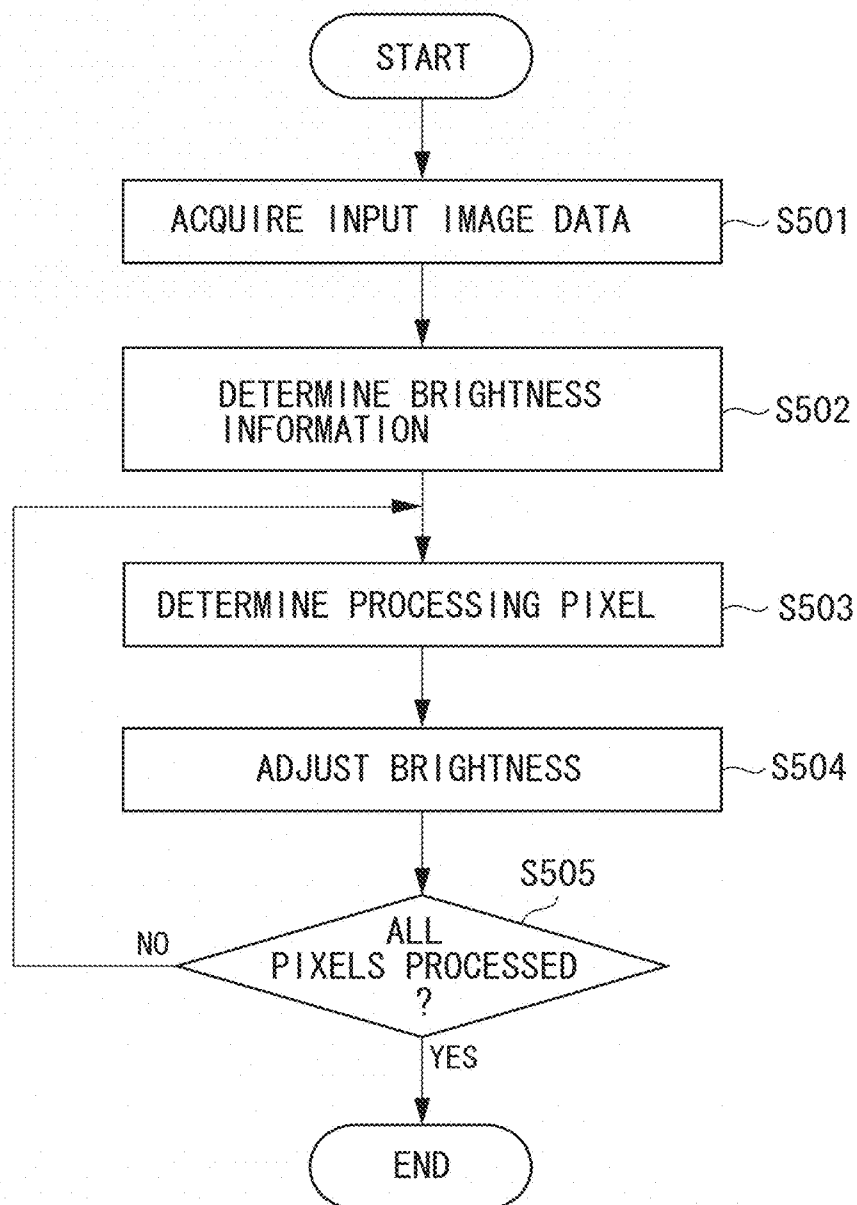 START
ACQUIRE INPUT IMAGE DATA
S501
DETERMINE BRIGHTNESS
INFORMATION
S502
DETERMINE PROCESSING PIXEL
S503
ADJUST BRIGHTNESS
S504
S505
ALL
PIXELS PROCESSED
?
NO
YES
END